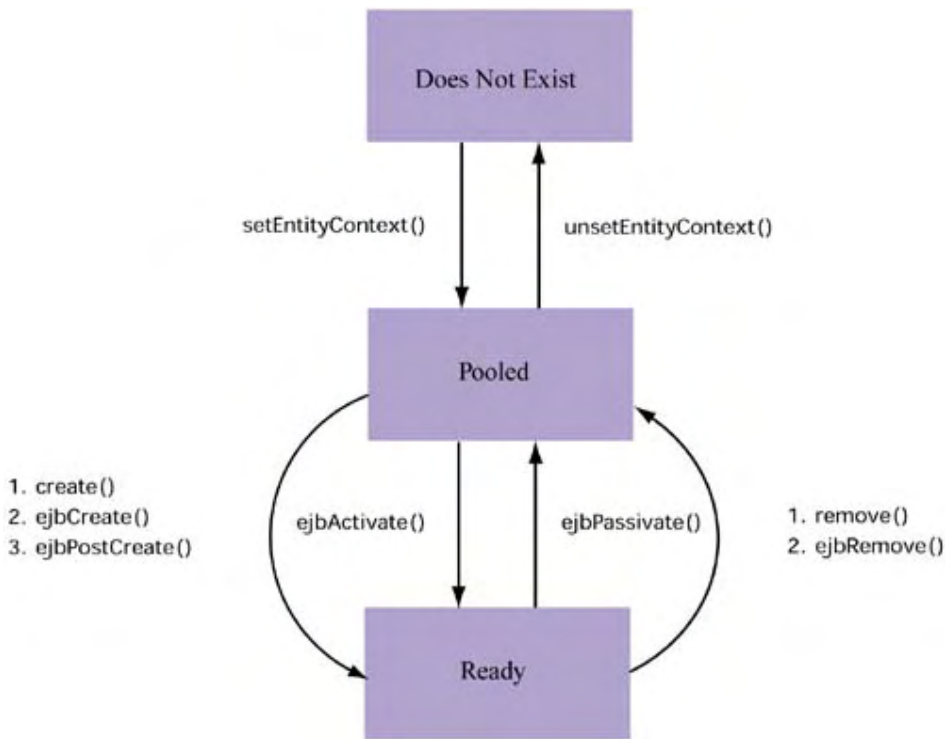 Does Not Exist
setEntityContext()
unsetEntityContext()
Pooled
1. create()
2. ejbCreate()
3. ejbPostCreate()
ejbActivate()
ejbPassivate()
1. remove()
2. ejbRemove()
Ready